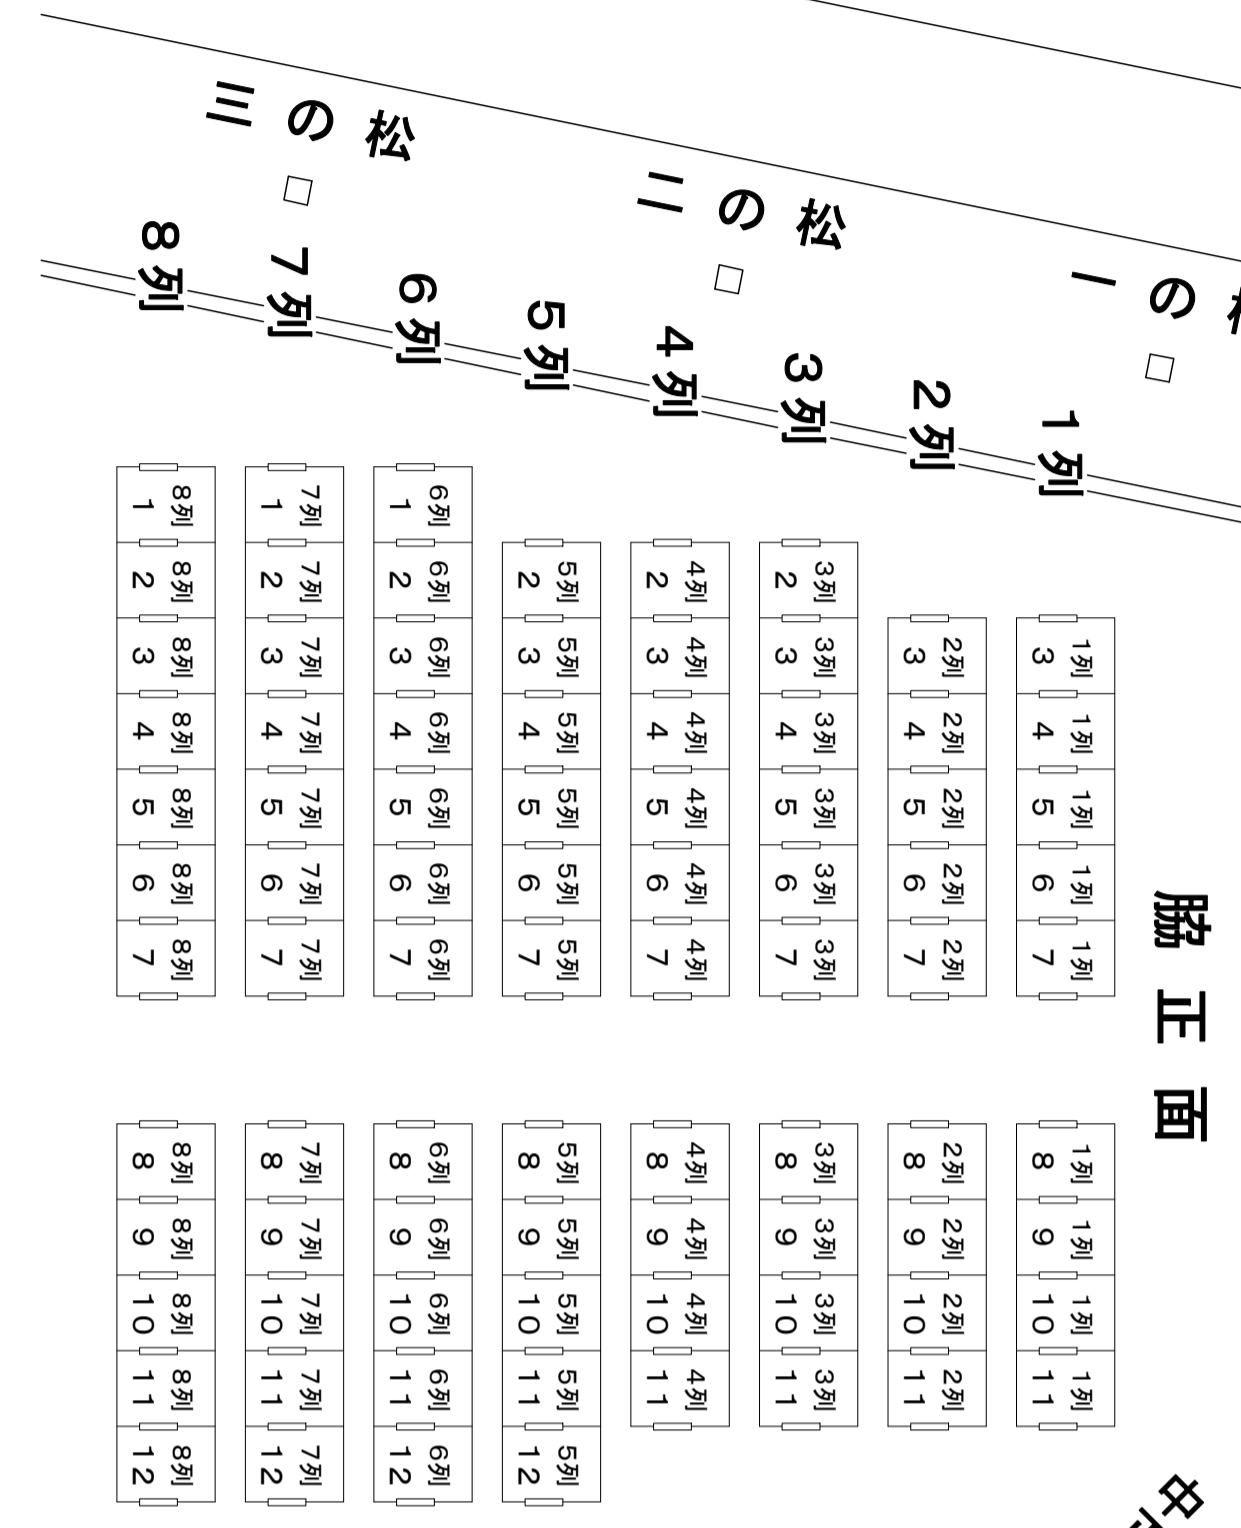 三の松
二の松
一の
8列
7列
6列
5列
4列
3列
2列
1列
8列 1
7列 1
6列 1
8列 2
7列 2
6列 2
5列 2
4列 2
3列 2
8列 3
7列 3
6列 3
5列 3
4列 3
3列 3
2列 3
1列 3
8列 4
7列 4
6列 4
5列 4
4列 4
3列 4
2列 4
1列 4
8列 5
7列 5
6列 5
5列 5
4列 5
3列 5
2列 5
1列 5
8列 6
7列 6
6列 6
5列 6
4列 6
3列 6
2列 6
1列 6
8列 7
7列 7
6列 7
5列 7
4列 7
3列 7
2列 7
1列 7
脇正面
8列 8
7列 8
6列 8
5列 8
4列 8
3列 8
2列 8
1列 8
8列 9
7列 9
6列 9
5列 9
4列 9
3列 9
2列 9
1列 9
8列 10
7列 10
6列 10
5列 10
4列 10
3列 10
2列 10
1列 10
8列 11
7列 11
6列 11
5列 11
4列 11
3列 11
2列 11
1列 11
8列 12
7列 12
6列 12
5列 12
中